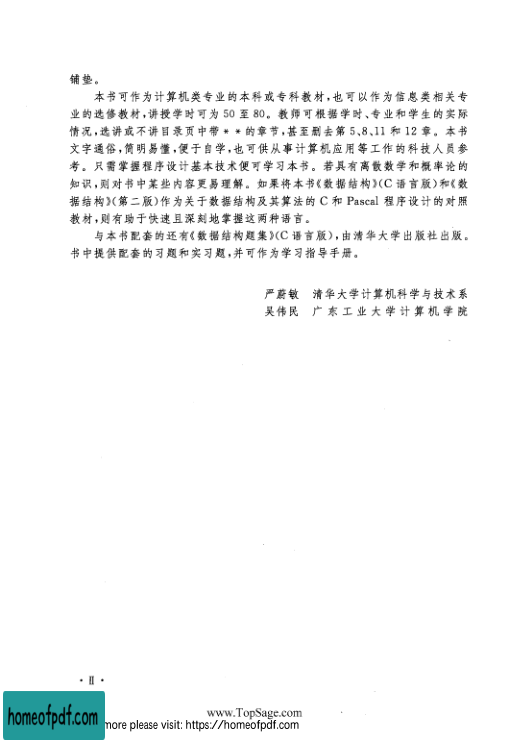 铺垫。
本书可作为计算机类专业的本科或专科教材,也可以作为信息类相关专
业的选修教材,讲授学时可为 50 至 80。教师可根据学时、专业和学生的实际
情况,选讲或不讲目录页中带 * * 的章节,甚至删去第 5、8、11 和 12 章。本书
文字通俗,简明易懂,便于自学,也可供从事计算机应用等工作的科技人员参
考。只需掌握程序设计基本技术便可学习本书。若具有离散数学和概率论的
知识,则对书中某些内容更易理解。如果将本书《数据结构》(C 语言版)和《数
据结构》(第二版)作为关于数据结构及其算法的 C 和 Pascal 程序设计的对照
教材,则有助于快速且深刻地掌握这两种语言。
与本书配套的还有《数据结构题集》(C 语言版),由清华大学出版社出版。
书中提供配套的习题和实习题,并可作为学习指导手册。
严蔚敏 清华大学计算机科学与技术系
吴伟民 广东工业大学计算机学院
· Ⅱ ·
www.TopSage.com
homeofpdf.com
more please visit: https://homeofpdf.com